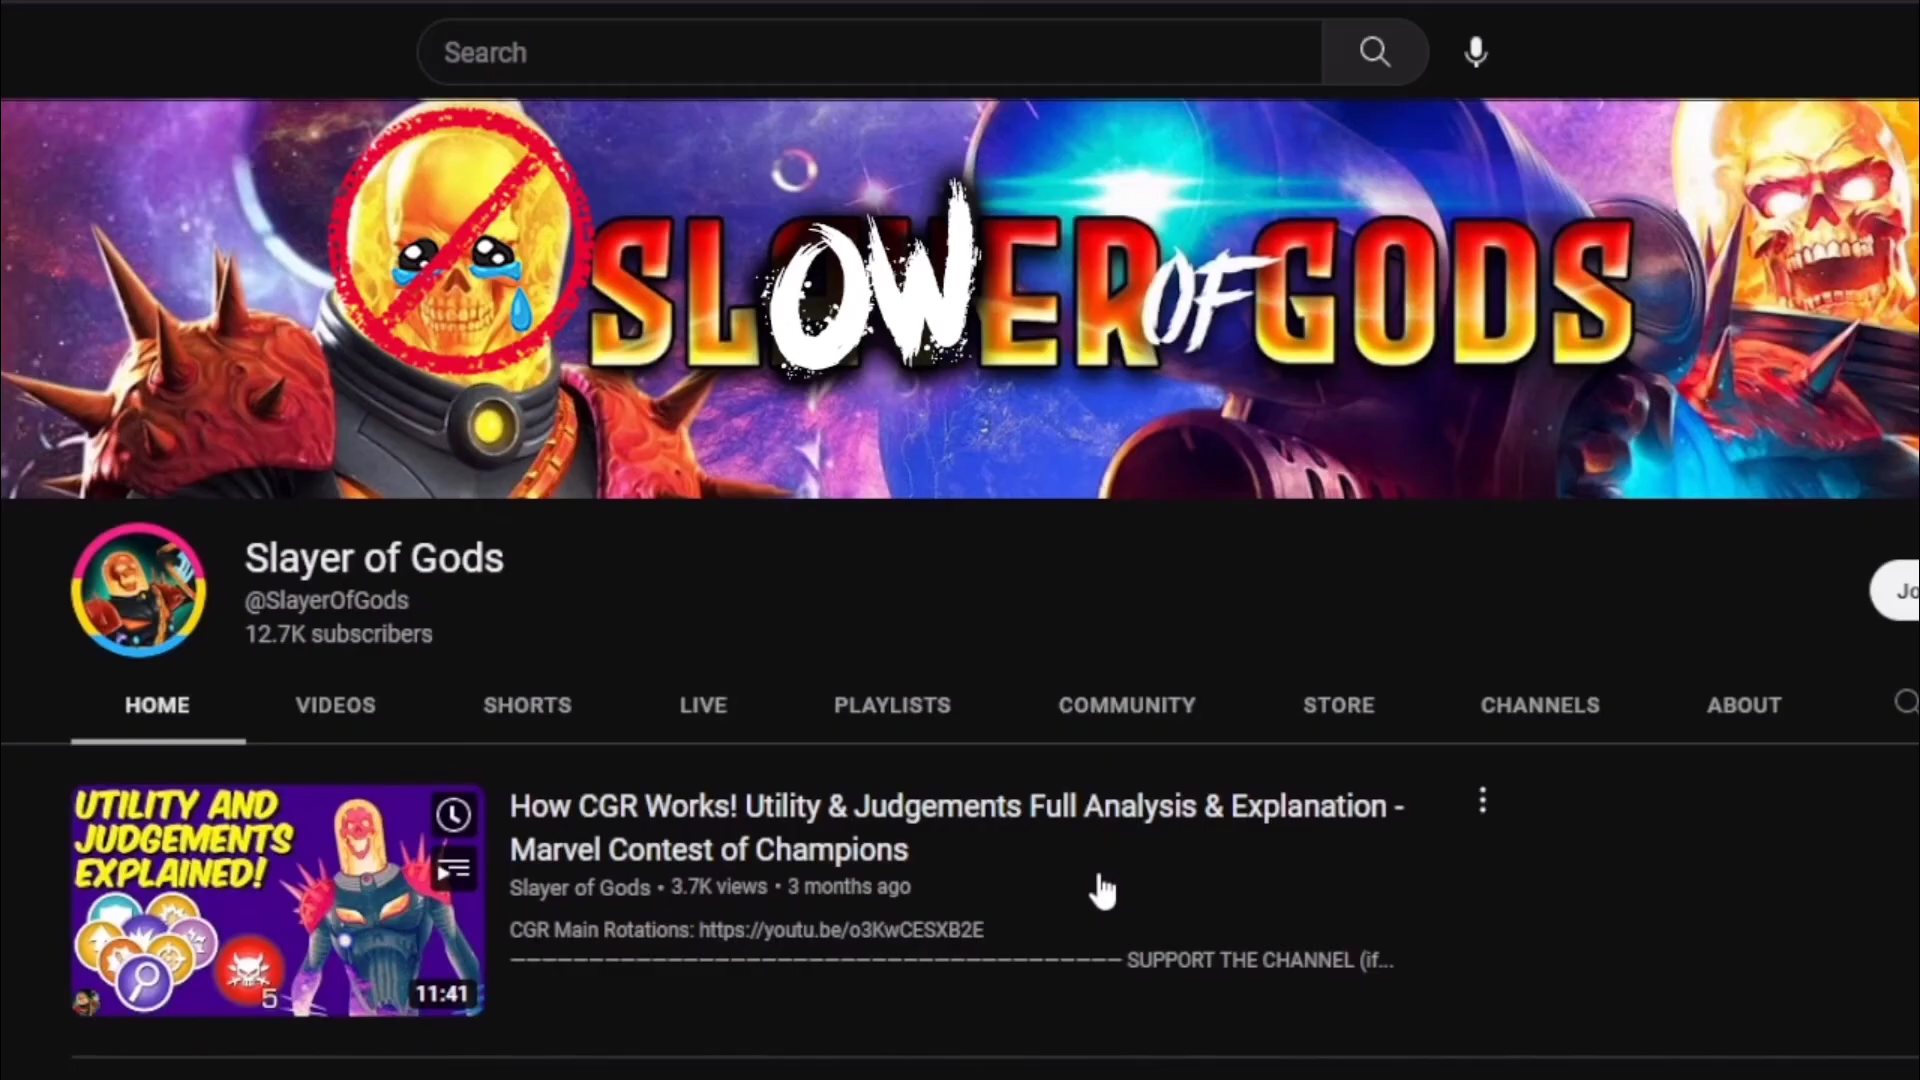 Search
SLOWER OF GODS
Slayer of Gods
@SlayerOfGods
12.7K subscribers
Jo
HOME VIDEOS SHORTS LIVE PLAYLISTS COMMUNITY STORE CHANNELS ABOUT
UTILITY AND
JUDGEMENTS
EXPLAINED!
5
11:41
How CGR Works! Utility & Judgements Full Analysis & Explanation -
Marvel Contest of Champions
Slayer of Gods • 3.7K views • 3 months ago
CGR Main Rotations: https://youtu.be/o3KwCESXB2E
––––––––––––––––––––––––––––––––––––– SUPPORT THE CHANNEL (if...